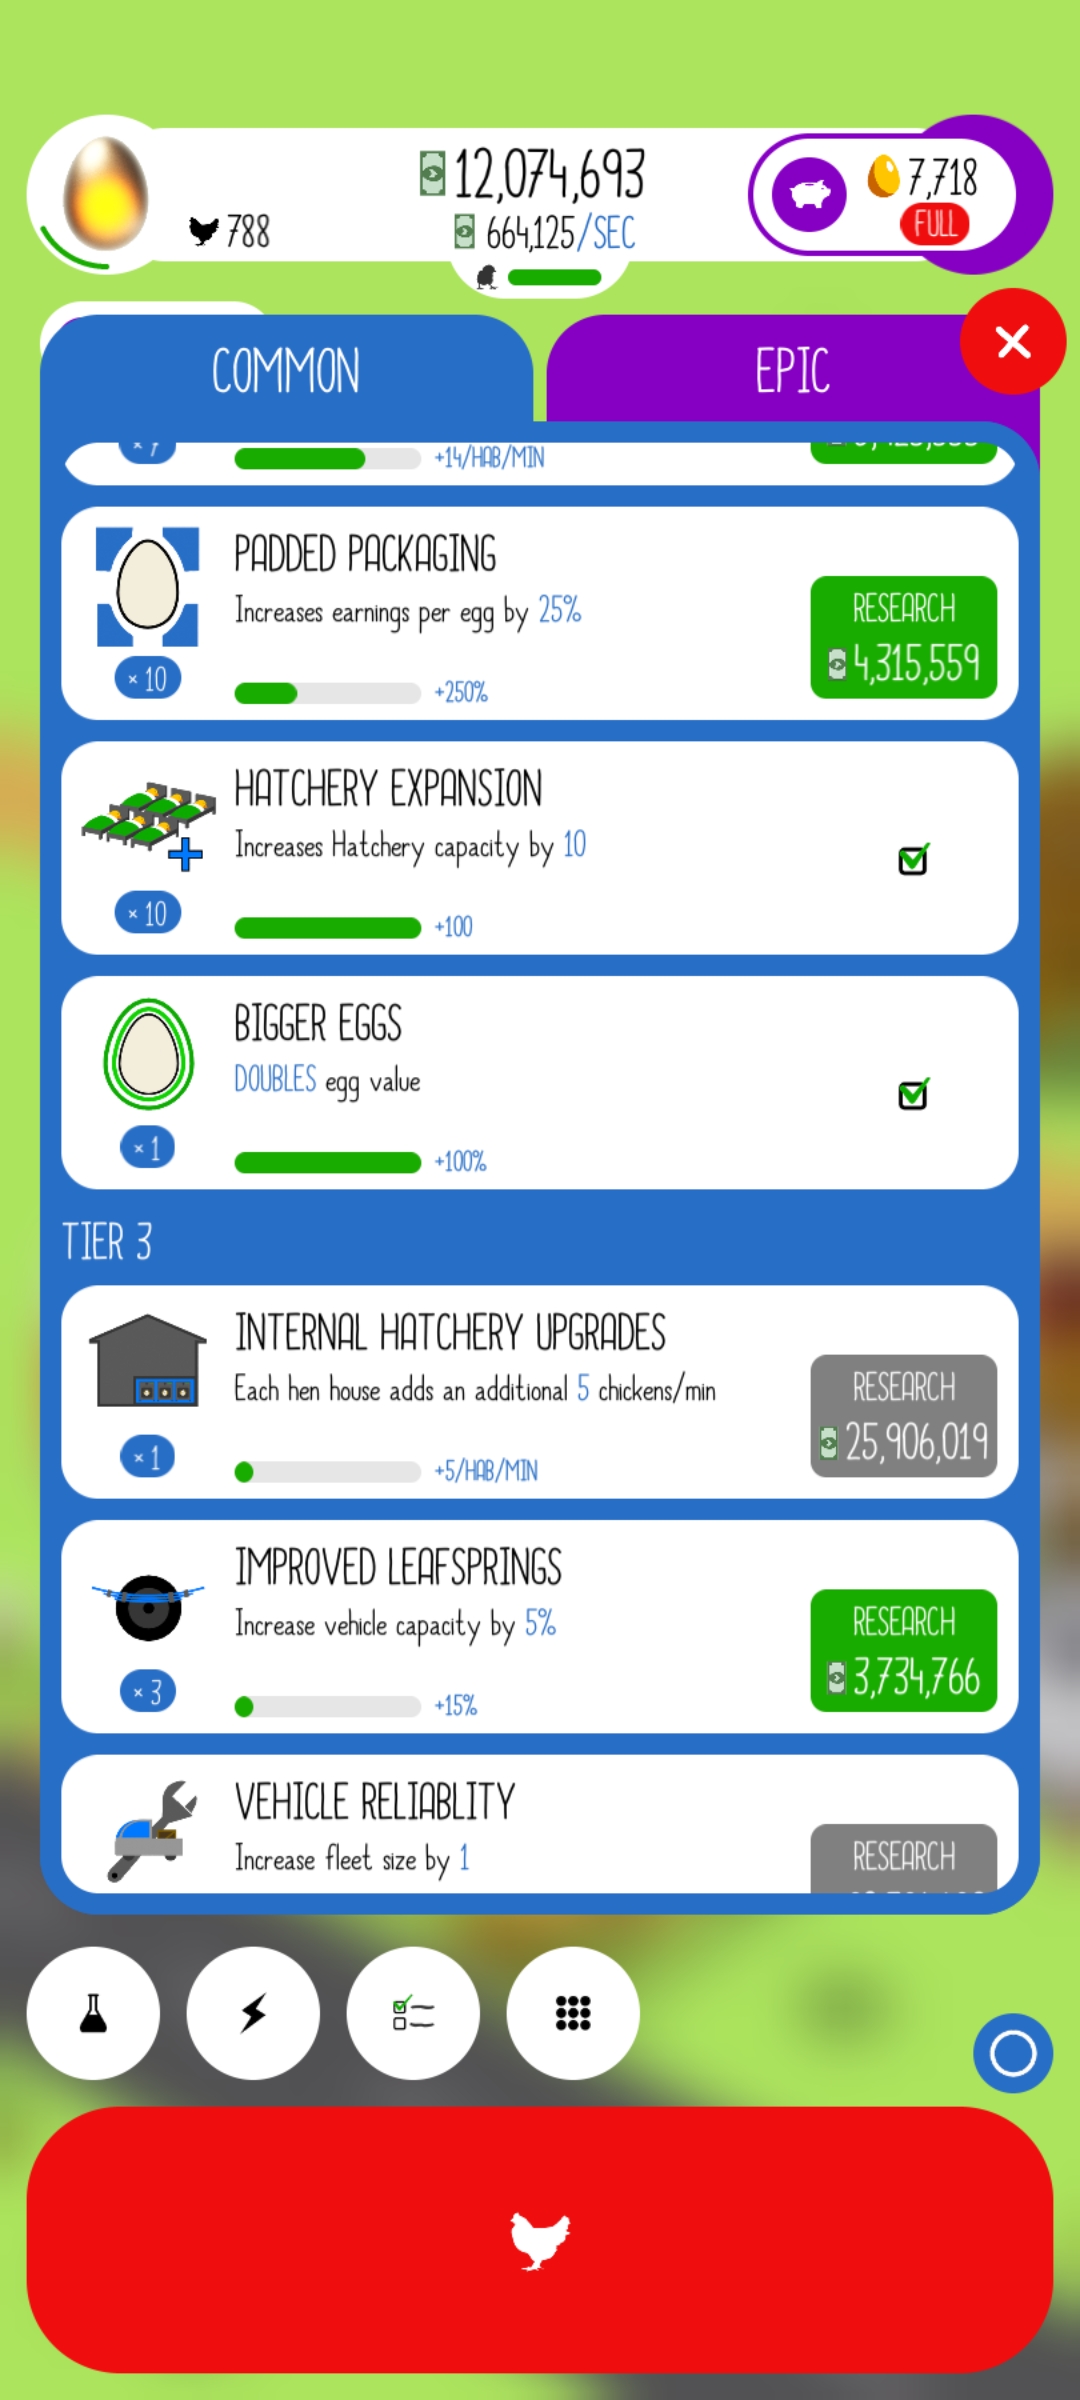 12,074,693
788
664,125/SEC
7,718
FULL
COMMON
EPIC
+14/HAB/MIN
PADDED PACKAGING
Increases earnings per egg by 25%
RESEARCH
4,315,559
× 10
+250%
HATCHERY EXPANSION
Increases Hatchery capacity by 10
× 10
+100
BIGGER EGGS
DOUBLES egg value
× 1
+100%
TIER 3
INTERNAL HATCHERY UPGRADES
Each hen house adds an additional 5 chickens/min
RESEARCH
25,906,019
× 1
+5/HAB/MIN
IMPROVED LEAFSPRINGS
Increase vehicle capacity by 5%
RESEARCH
3,734,766
× 3
+15%
VEHICLE RELIABLITY
Increase fleet size by 1
RESEARCH